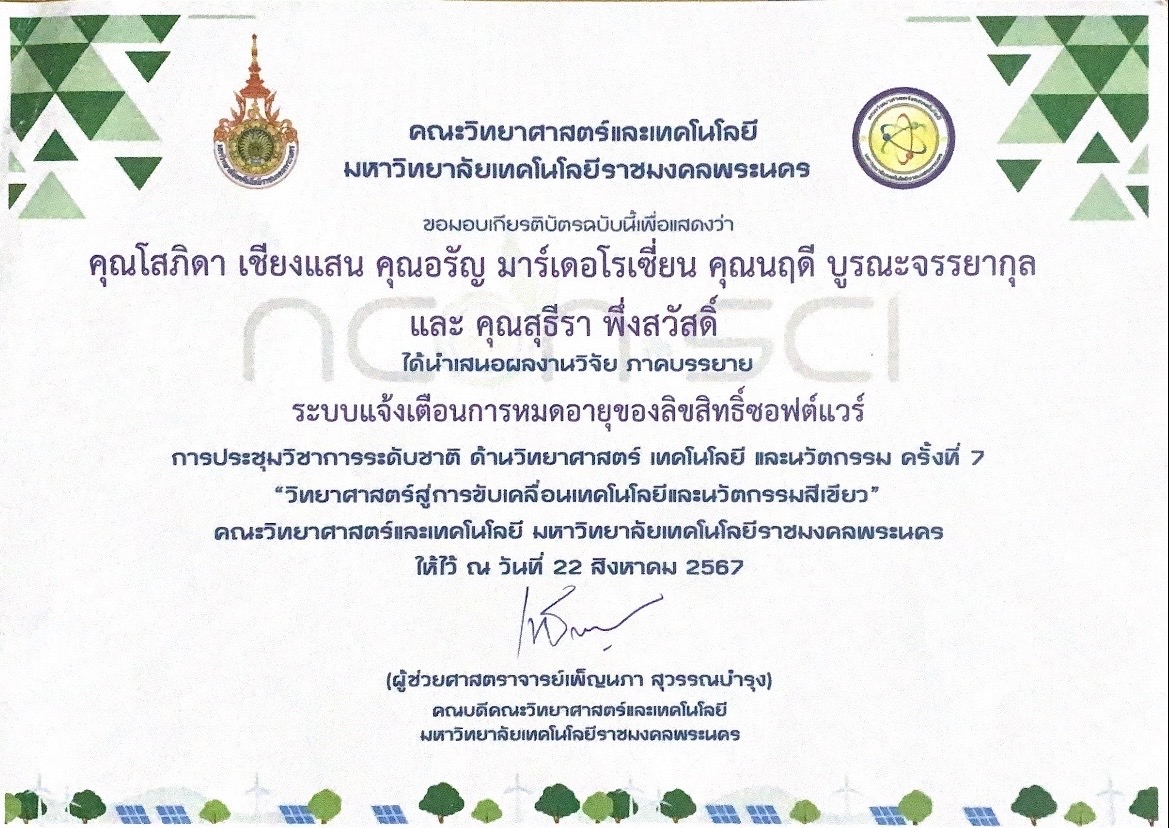 คณะวิทยาศาสตร์และเทคโนโลยี
มหาวิทยาลัยเทคโนโลยีราชมงคลพระนคร
ขอมอบเกียรติบัตรฉบับนี้เพื่อแสดงว่า
คุณโสภิดา เชียงแสน คุณอรัญ มาร์เดอโรเซี่ยน คุณนฤดี บูรณะจรรยากุล
และ คุณสุธีรา พึ่งสวัสดิ์
ncon-sci
ได้นำเสนอผลงานวิจัย ภาคบรรยาย
ระบบแจ้งเตือนการหมดอายุของลิขสิทธิ์ซอฟต์แวร์
การประชุมวิชาการระดับชาติ ด้านวิทยาศาสตร์ เทคโนโลยี และนวัตกรรม ครั้งที่ 7
“วิทยาศาสตร์สู่การขับเคลื่อนเทคโนโลยีและนวัตกรรมสีเขียว”
คณะวิทยาศาสตร์และเทคโนโลยี มหาวิทยาลัยเทคโนโลยีราชมงคลพระนคร
ให้ไว้ ณ วันที่ 22 สิงหาคม 2567
(ผู้ช่วยศาสตราจารย์เพ็ญนภา สุวรรณบำรุง)
คณบดีคณะวิทยาศาสตร์และเทคโนโลยี
มหาวิทยาลัยเทคโนโลยีราชมงคลพระนคร